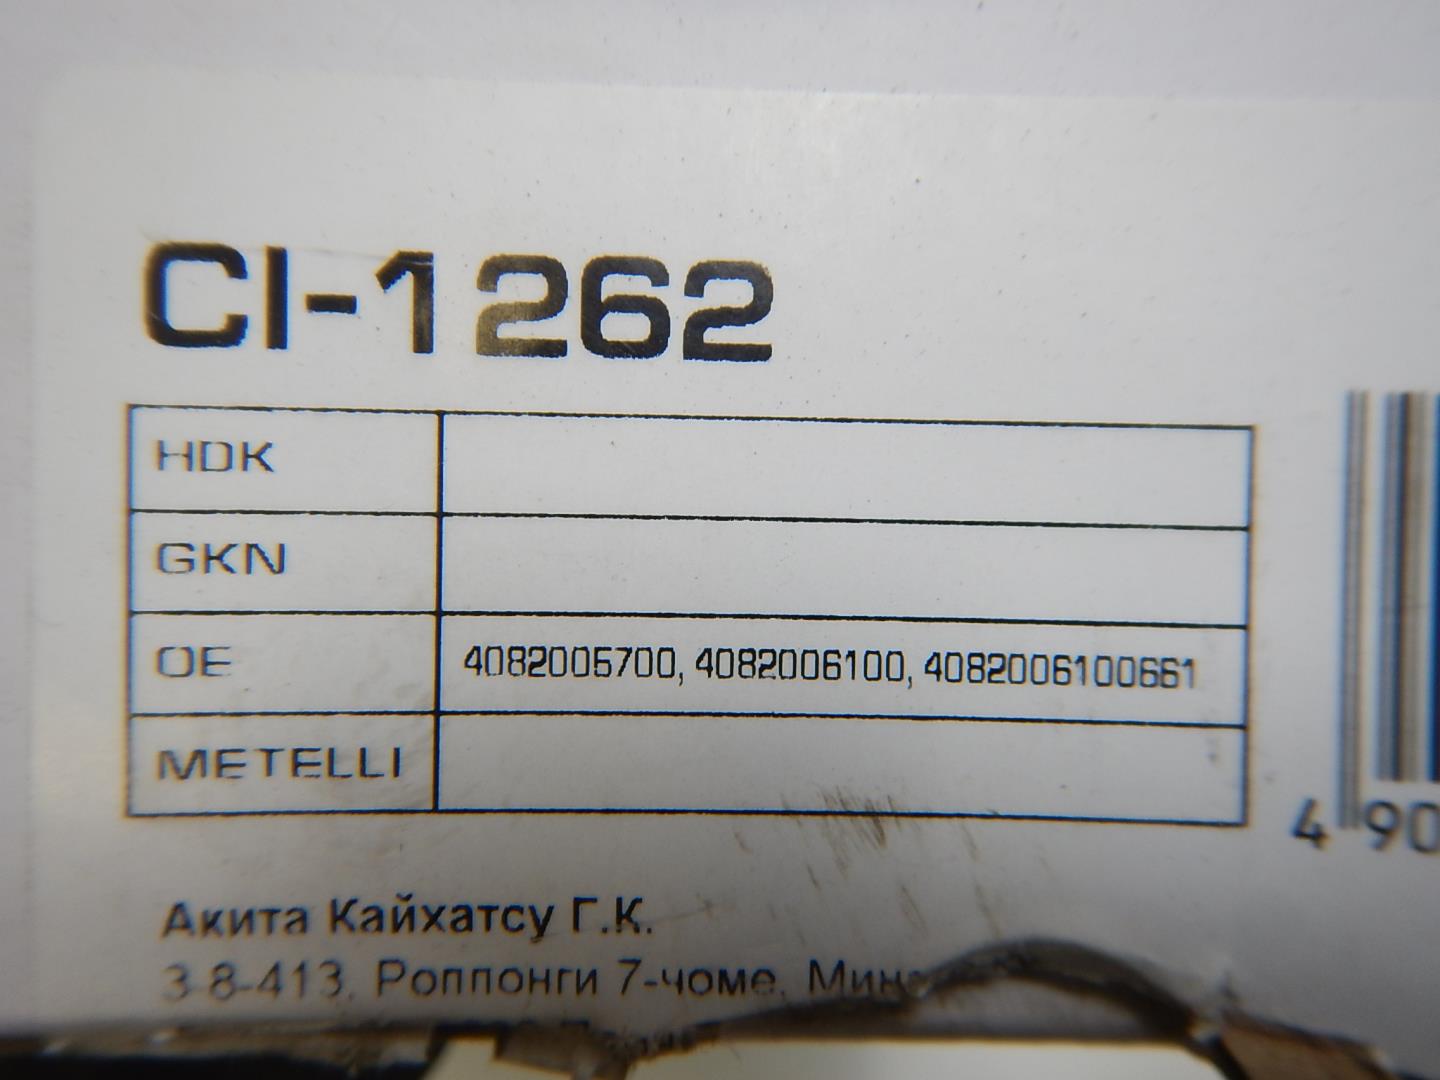 CI-1262
HDK
GKN
OE 4082005700, 4082006100, 4082006100661
METELLI
4 90
Акита Кайхатсу Г.К.
3-8-413, Роппонги 7-чоме,